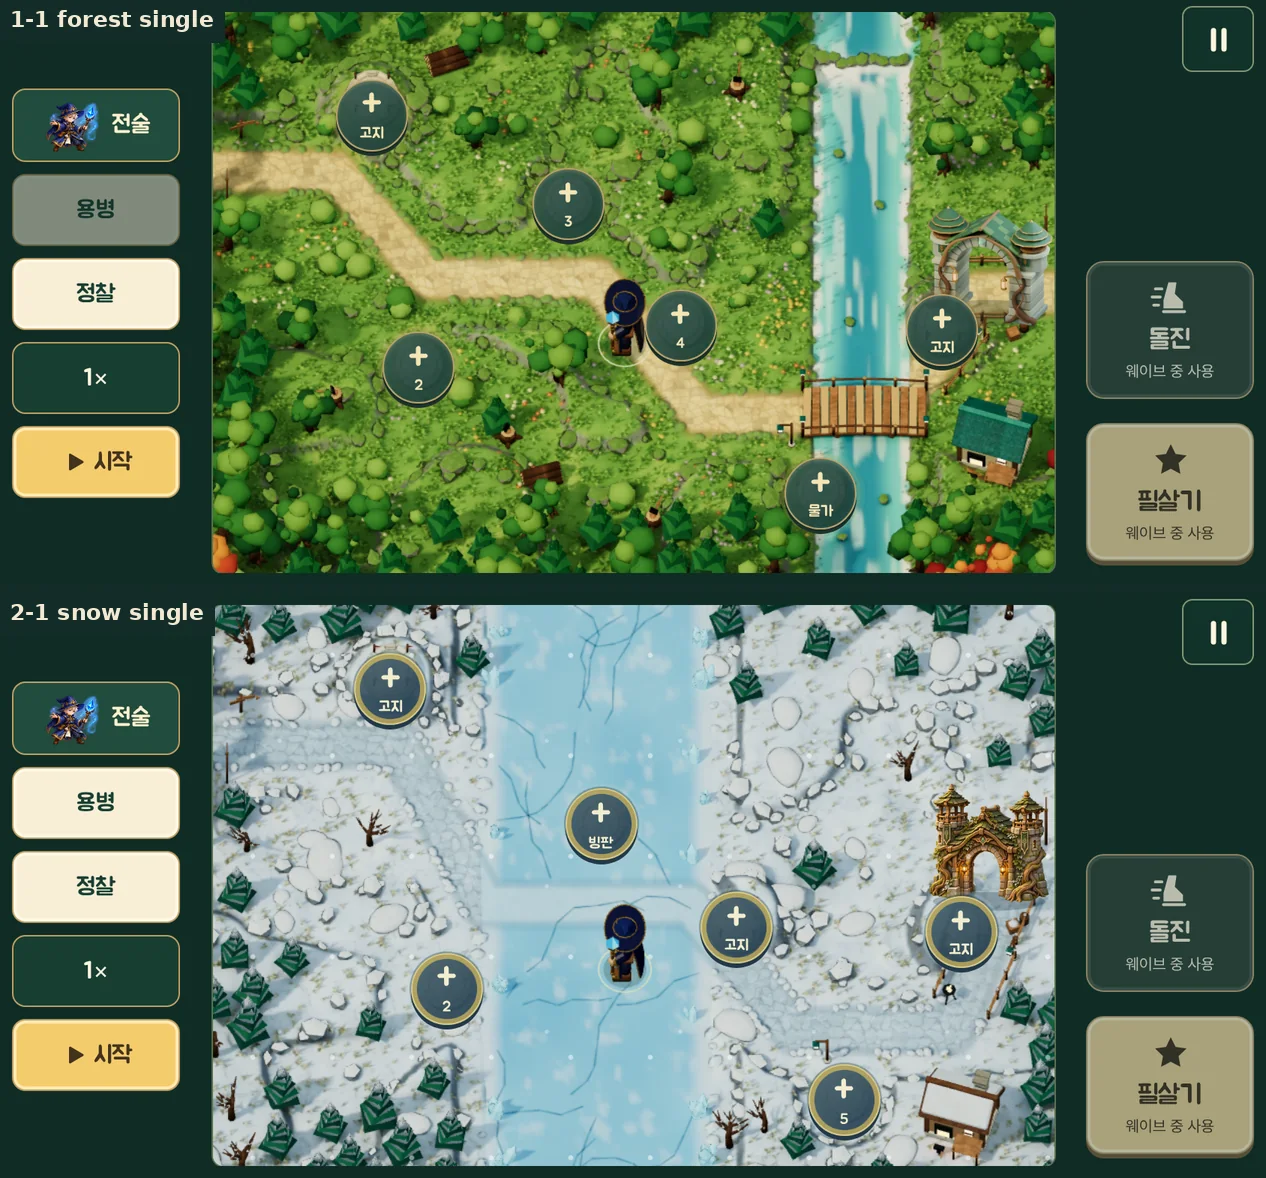 1-1 forest single
전술
용병
정찰
1×
시작
고지
3
4
2
고지
물가
돌진
웨이브 중 사용
필살기
웨이브 중 사용
2-1 snow single
전술
용병
정찰
1×
시작
고지
빙판
고지
고지
2
5
돌진
웨이브 중 사용
필살기
웨이브 중 사용